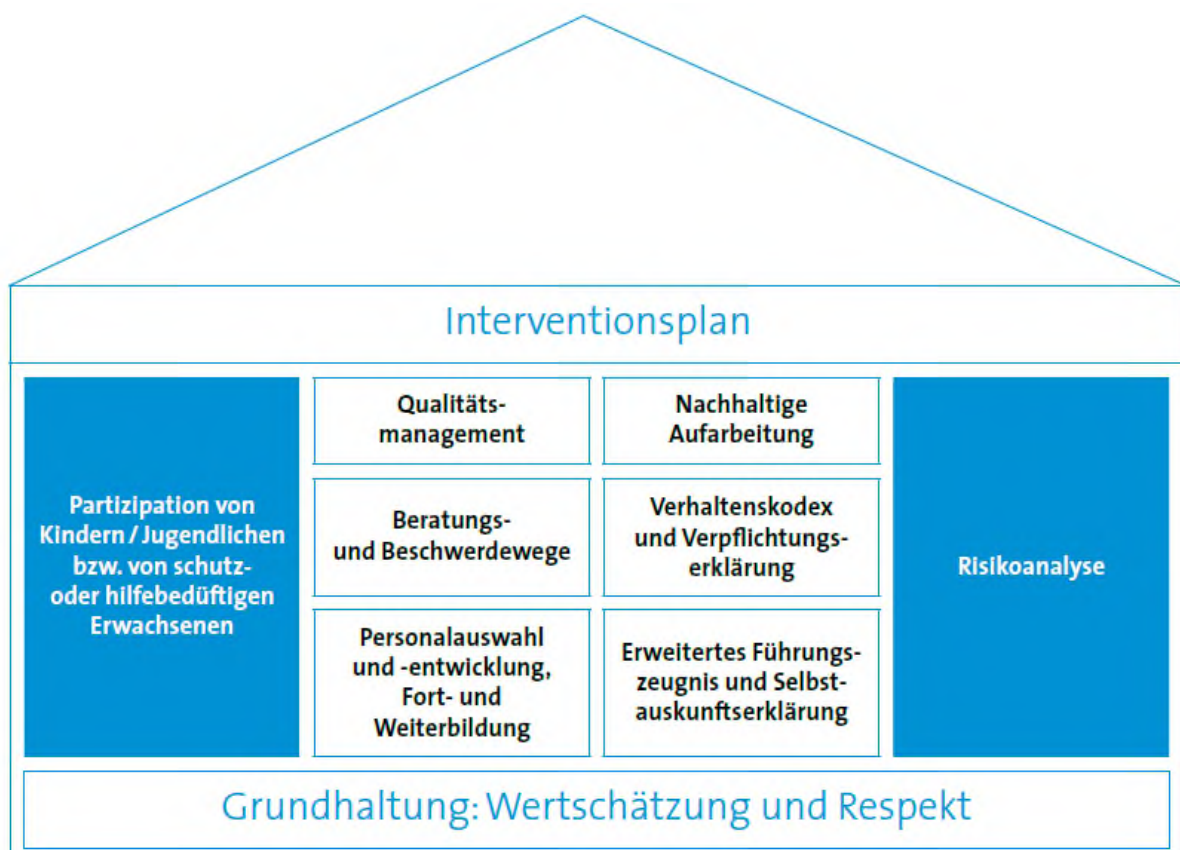 Interventionsplan
Partizipation von
Kindern / Jugendlichen
bzw. von schutz-
oder hilfebedüftigen
Erwachsenen
Qualitäts-
management
Nachhaltige
Aufarbeitung
Beratungs-
und Beschwerdewege
Verhaltenskodex
und Verpflichtungs-
erklärung
Personalauswahl
und -entwicklung,
Fort- und
Weiterbildung
Erweitertes Führungs-
zeugnis und Selbst-
auskunftserklärung
Risikoanalyse
Grundhaltung: Wertschätzung und Respekt